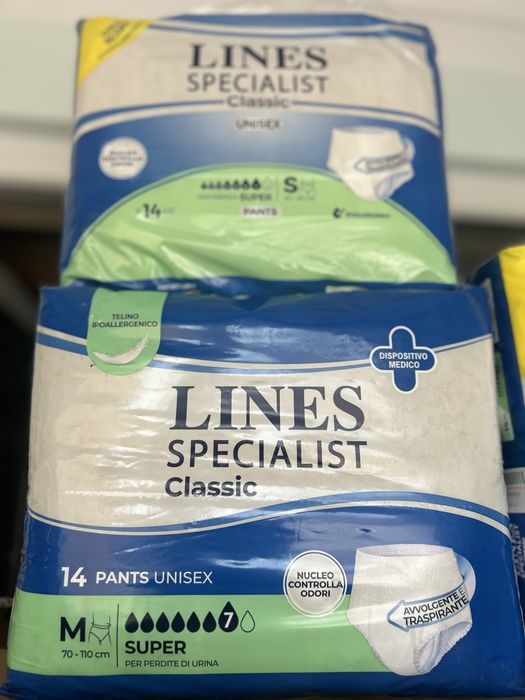 LINES
SPECIALIST
Classic
UNISEX
14
SUPER
S
PANTS
TELINO
IPOALLERGENICO
DISPOSITIVO
MEDICO
LINES
SPECIALIST
Classic
14 PANTS UNISEX
NUCLEO
CONTROLLA
ODORI
AVVOLGENTE E
TRASPIRANTE
M
70 - 110 cm
7
SUPER
PER PERDITE DI URINA